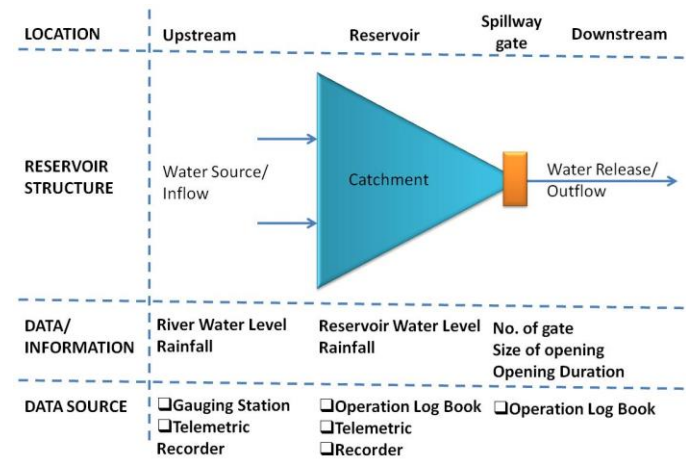 LOCATION Upstream Reservoir Spillway gate Downstream
RESERVOIR STRUCTURE
Water Source/
Inflow
Catchment
Water Release/
Outflow
DATA/
INFORMATION
River Water Level
Rainfall
Reservoir Water Level
Rainfall
No. of gate
Size of opening
Opening Duration
DATA SOURCE
❑Gauging Station
❑Telemetric
Recorder
❑Operation Log Book
❑Telemetric
❑Recorder
❑Operation Log Book